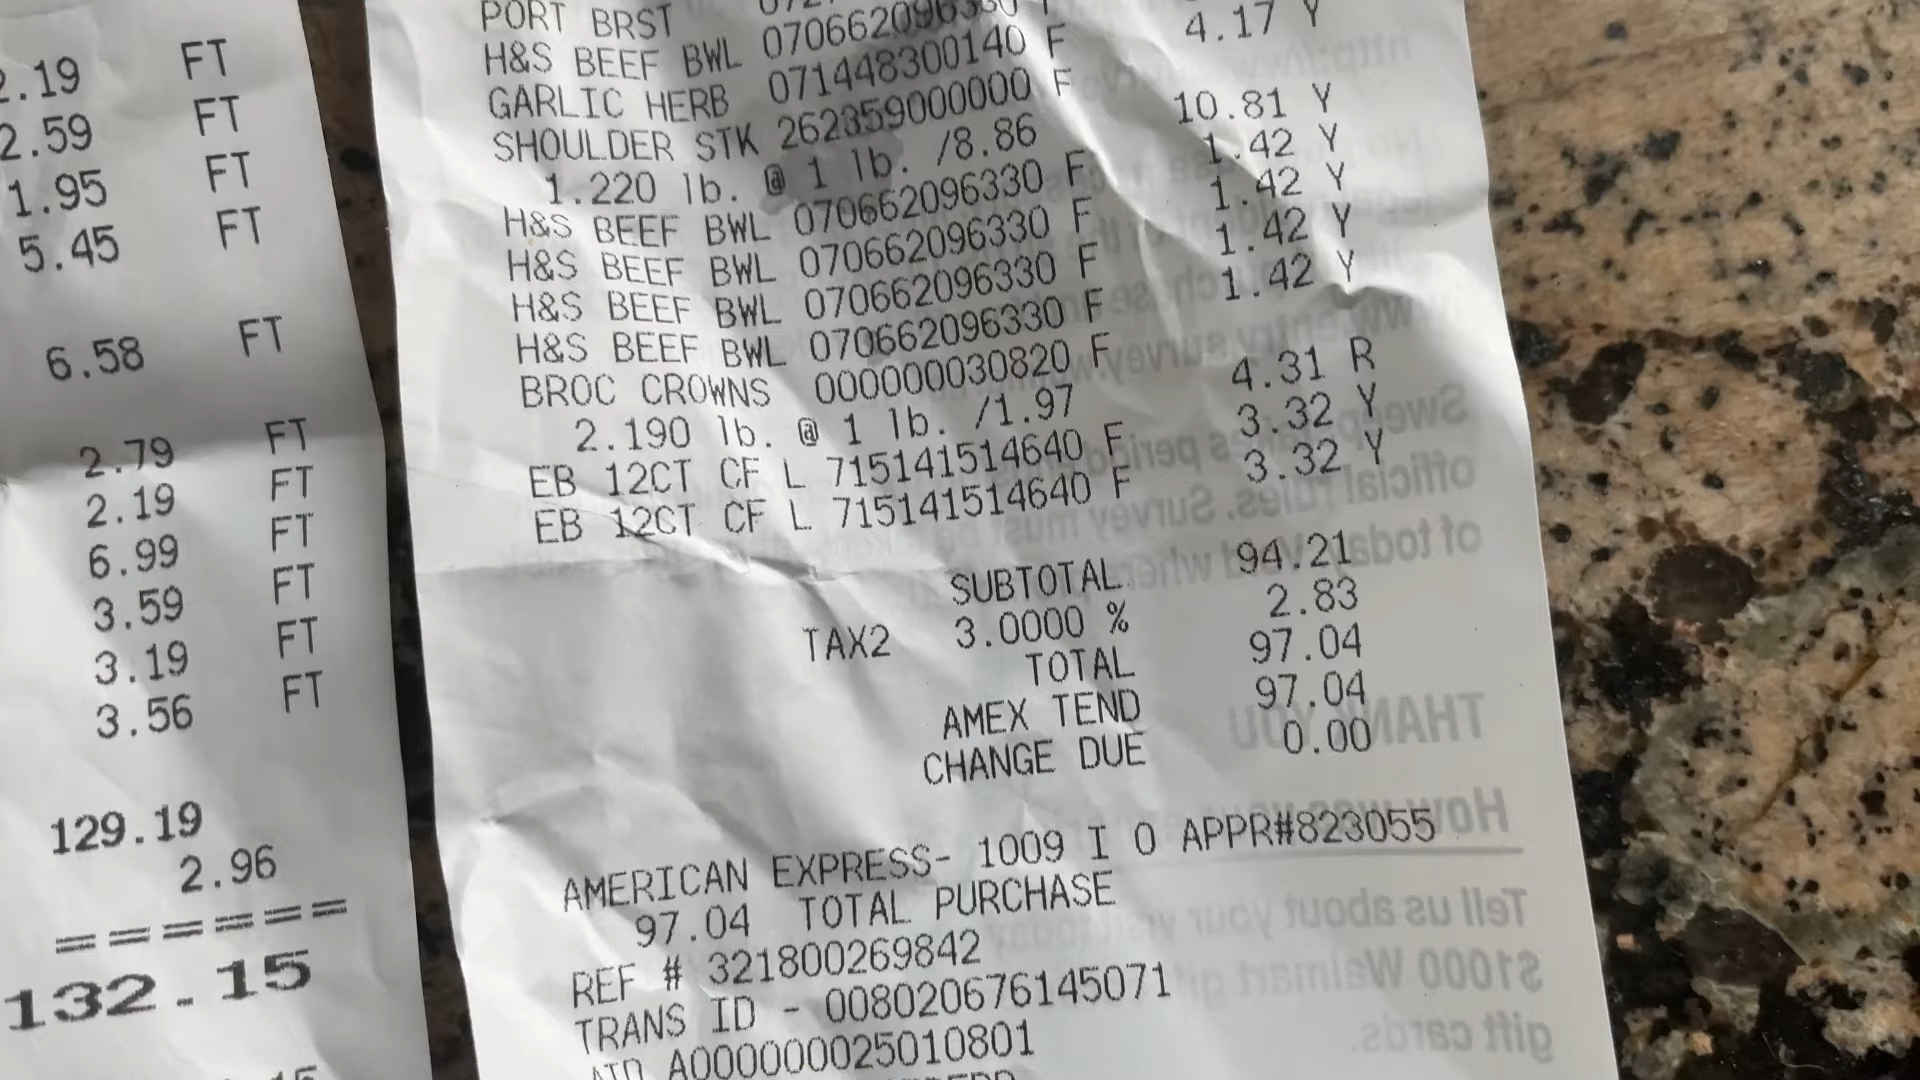 2.19 FT
2.59 FT
1.95 FT
5.45 FT
6.58 FT
2.79 FT
2.19 FT
6.99 FT
3.59 FT
3.19 FT
3.56 FT
129.19
2.96
======
132.15
PORT BRST
H&S BEEF BWL 070662096330 F 4.17 Y
GARLIC HERB 071448300140 F
SHOULDER STK 262359000000 F
1.220 lb. @ 1 lb. /8.86 10.81 Y
H&S BEEF BWL 070662096330 F 1.42 Y
H&S BEEF BWL 070662096330 F 1.42 Y
H&S BEEF BWL 070662096330 F 1.42 Y
H&S BEEF BWL 070662096330 F 1.42 Y
BROC CROWNS 000000030820 F
2.190 lb. @ 1 lb. /1.97 4.31 R
EB 12CT CF L 715141514640 F 3.32 Y
EB 12CT CF L 715141514640 F 3.32 Y
SUBTOTAL 94.21
TAX2 3.0000 % 2.83
TOTAL 97.04
AMEX TEND 97.04
CHANGE DUE 0.00
AMERICAN EXPRESS- 1009 I 0 APPR#823055
97.04 TOTAL PURCHASE
REF # 321800269842
TRANS ID - 008020676145071
AID A000000025010801